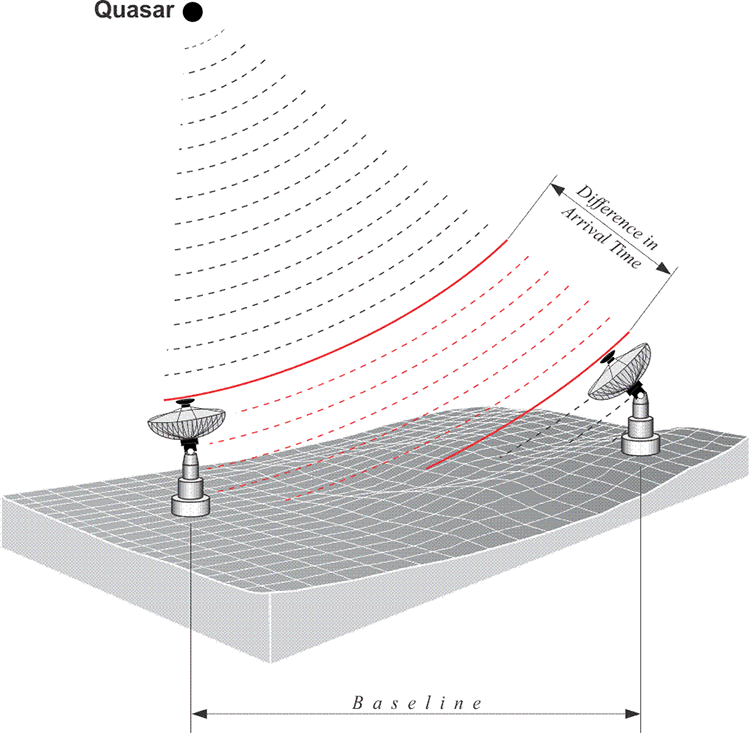 Quasar
Difference in
Arrival Time
Baseline